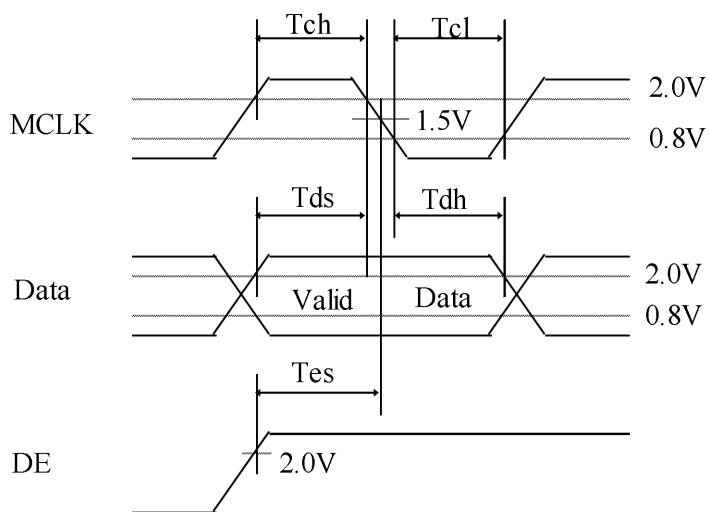 Tch Tcl
2.0V
MCLK 1.5V
0.8V
Tds Tdh
2.0V
Data Valid Data
0.8V
Tes
DE 2.0V